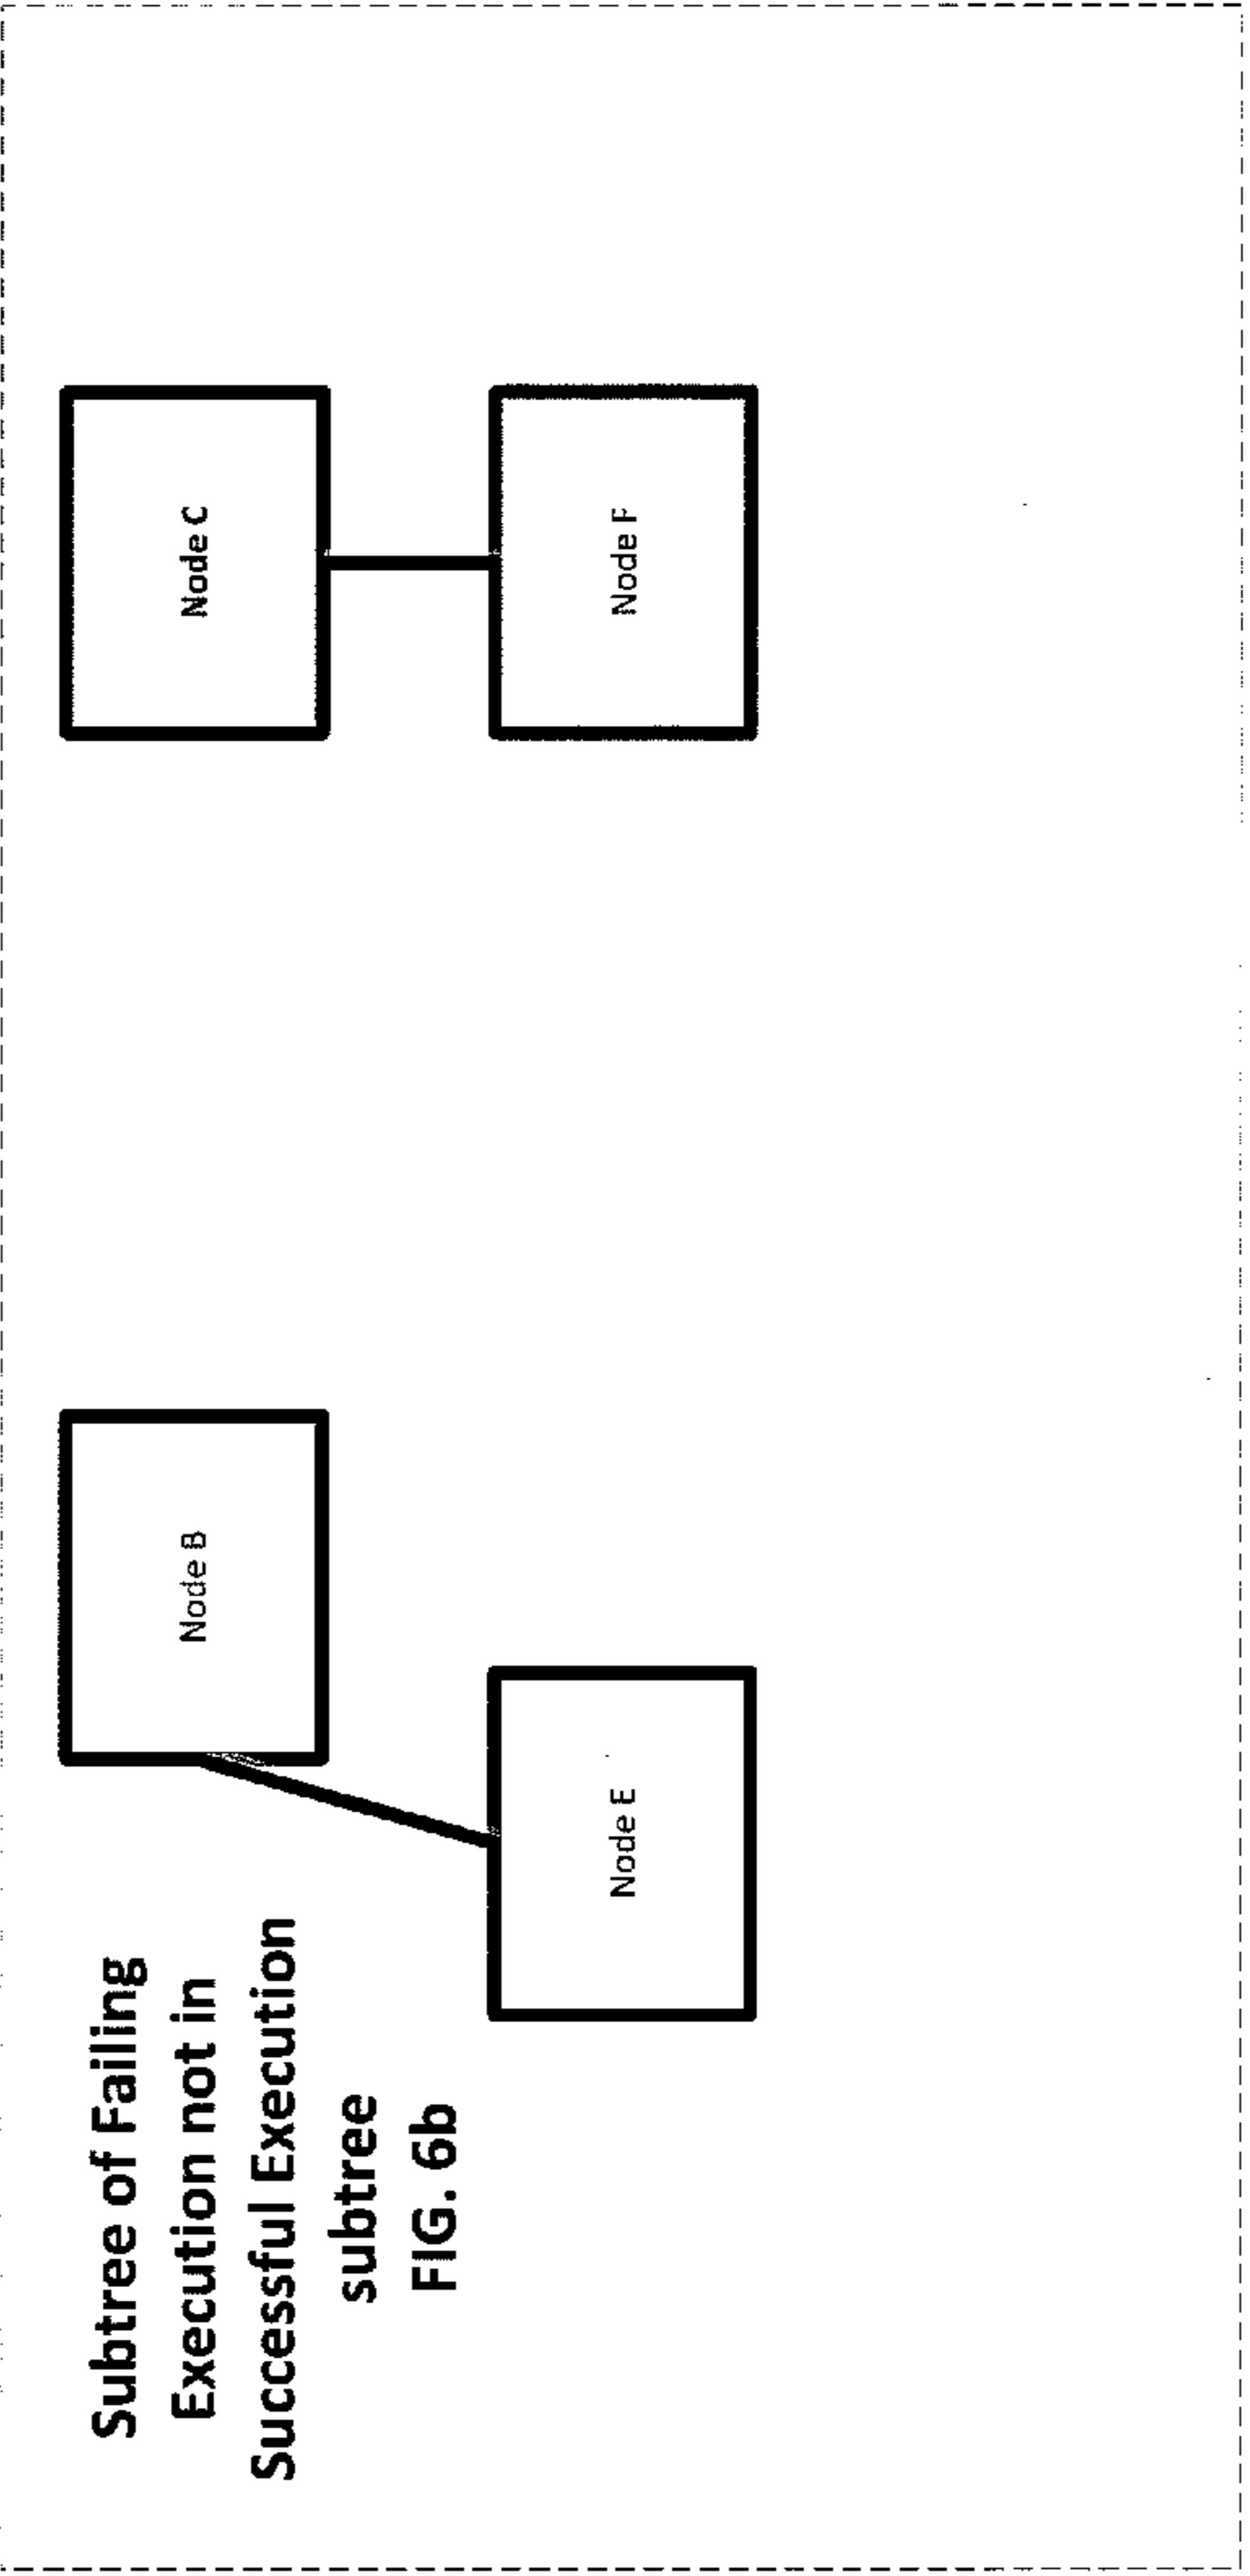 Subtree of Failing
Execution not in
Successful Execution
subtree
FIG. 6b
Node B
Node C
Node E
Node F